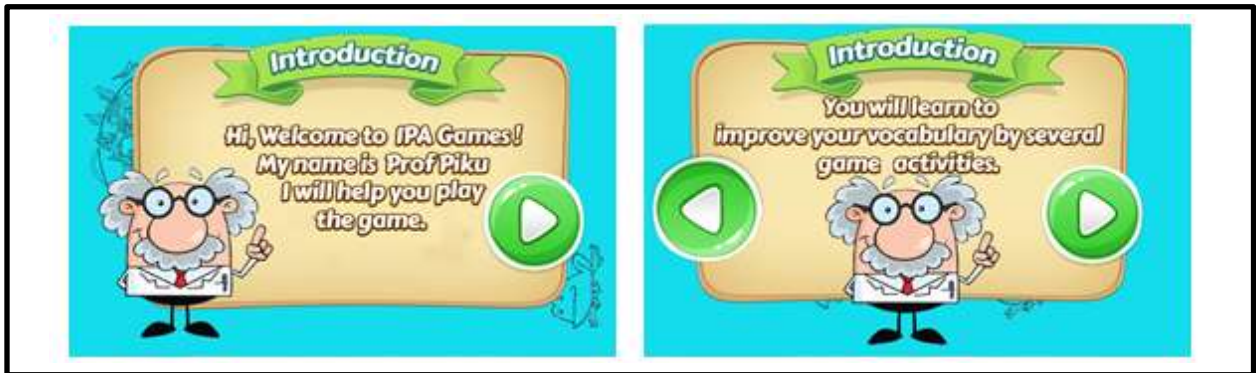 Introduction
Hi, Welcome to IPA Games!
My name is Prof Piku
I will help you play
the game.
Introduction
You will learn to
improve your vocabulary by several
game activities.